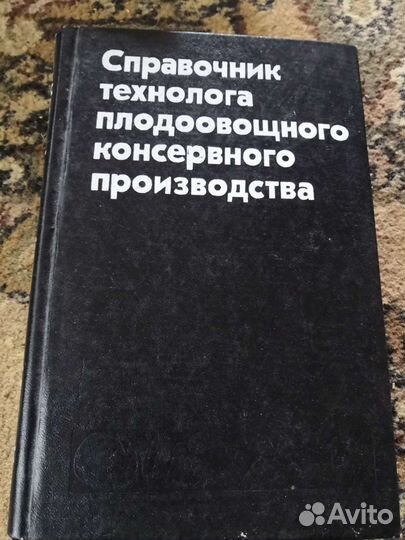 Справочник
технолога
плодоовощного
консервного
производства
Avito